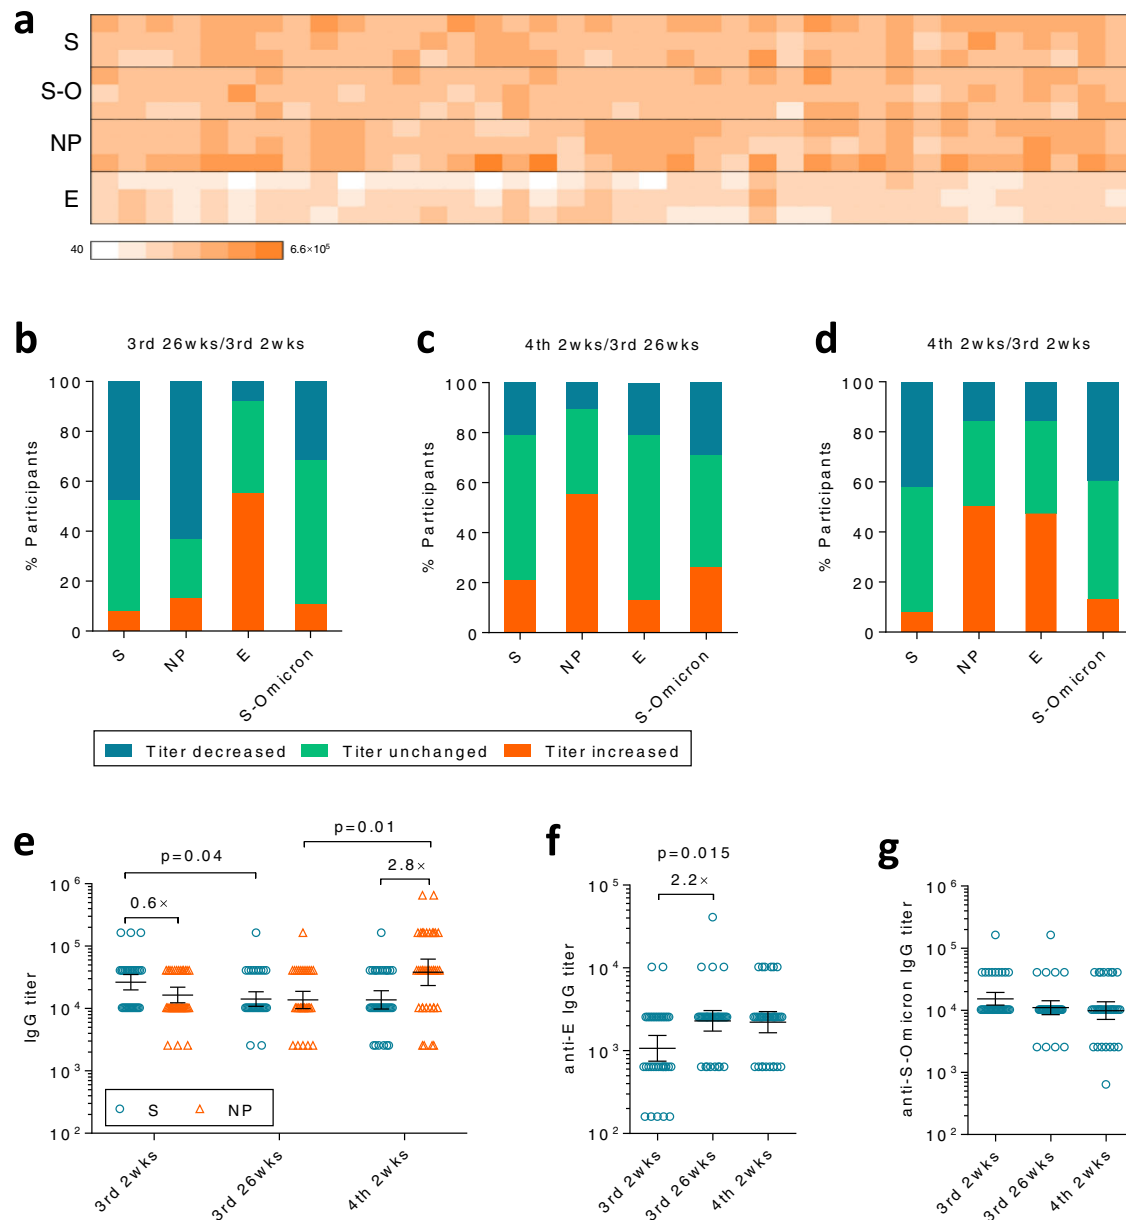 a
S
S-O
NP
E
40 6.6×10⁵
b 3rd 26wks/3rd 2wks
% Participants
100
80
60
40
20
0
S NP E S-Omicron
c 4th 2wks/3rd 26wks
% Participants
100
80
60
40
20
0
S NP E S-Omicron
d 4th 2wks/3rd 2wks
% Participants
100
80
60
40
20
0
S NP E S-Omicron
Titer decreased Titer unchanged Titer increased
e
p=0.04
p=0.01
0.6×
2.8×
IgG titer
10⁶
10⁵
10⁴
10³
10²
S NP
3rd 2wks 3rd 26wks 4th 2wks
f
p=0.015
2.2×
anti-E IgG titer
10⁵
10⁴
10³
10²
3rd 2wks 3rd 26wks 4th 2wks
g
anti-S-Omicron IgG titer
10⁶
10⁵
10⁴
10³
10²
3rd 2wks 3rd 26wks 4th 2wks